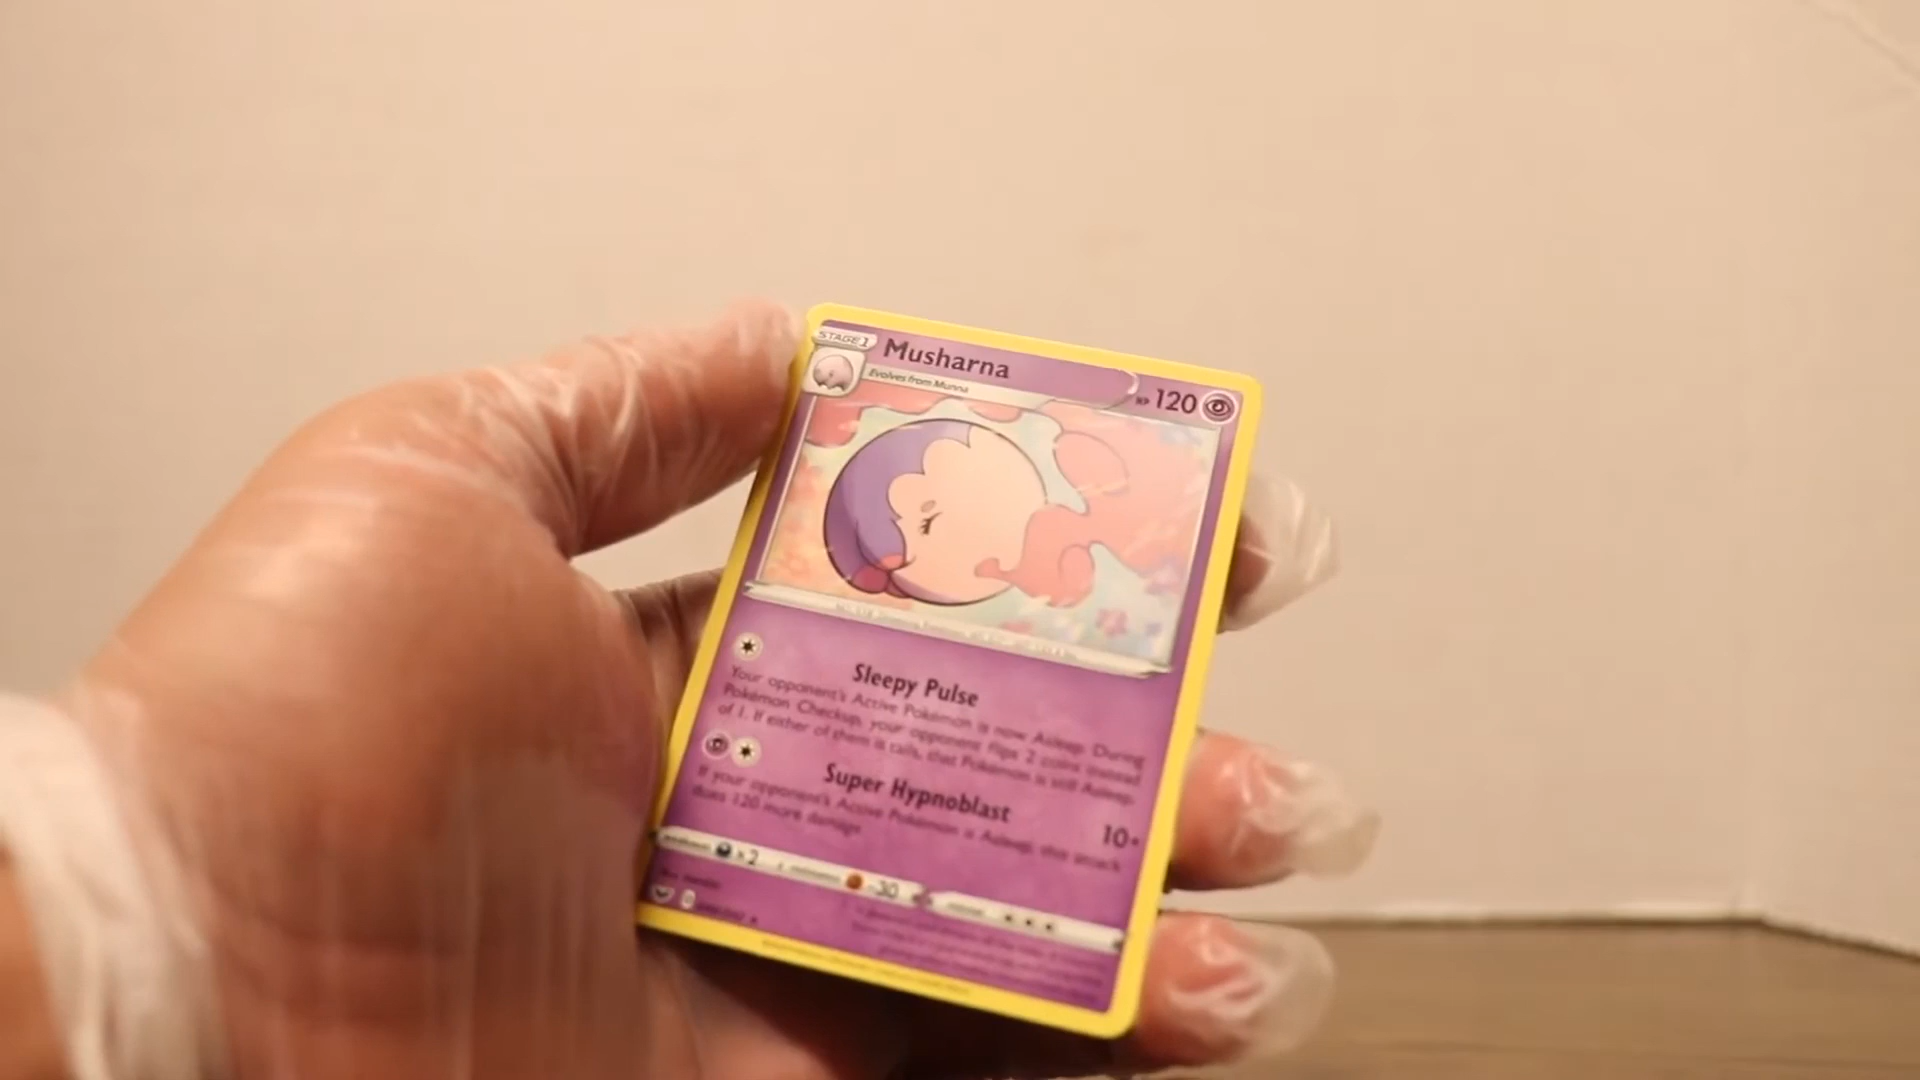 STAGE 1
Musharna
Evolves from Munna
HP 120
Sleepy Pulse
Your opponent's Active Pokémon is now Asleep. During
Pokémon Checkup, your opponent flips 2 coins instead
of 1. If either of them is tails, that Pokémon is still Asleep.
Super Hypnoblast
10+
If your opponent's Active Pokémon is Asleep, this attack
does 120 more damage.
weakness ×2 resistance -30